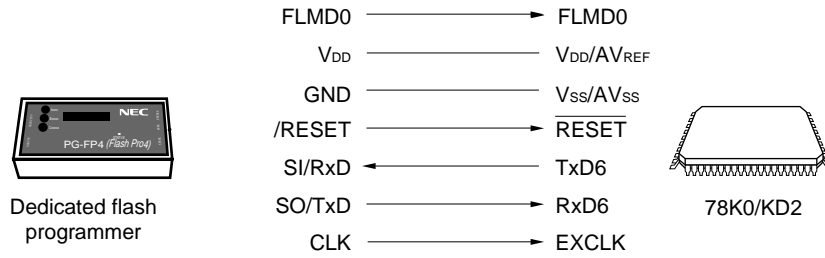 FLMD0 FLMD0
VDD VDD/AVREF
GND VSS/AVSS
/RESET RESET
SI/RxD TxD6
SO/TxD RxD6
CLK EXCLK
NEC
PG-FP4 (Flash Pro4)
Dedicated flash
programmer
78K0/KD2